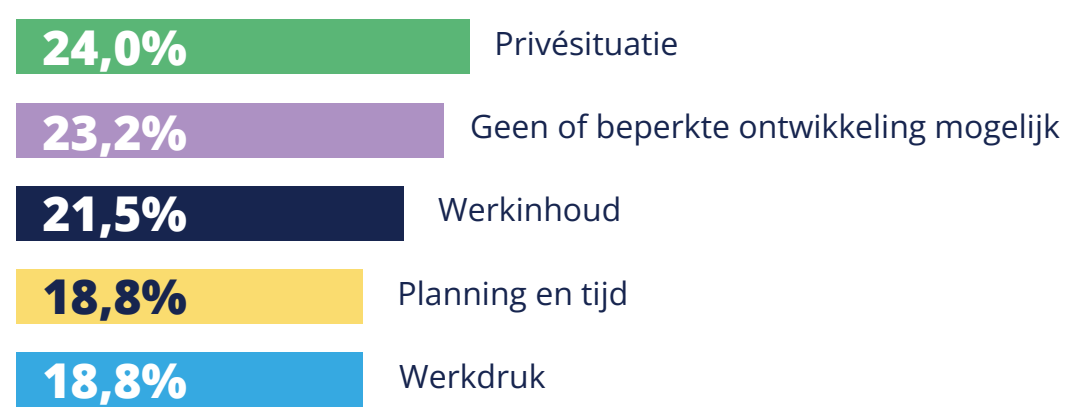 24,0% Privésituatie
23,2% Geen of beperkte ontwikkeling mogelijk
21,5% Werkinhoud
18,8% Planning en tijd
18,8% Werkdruk